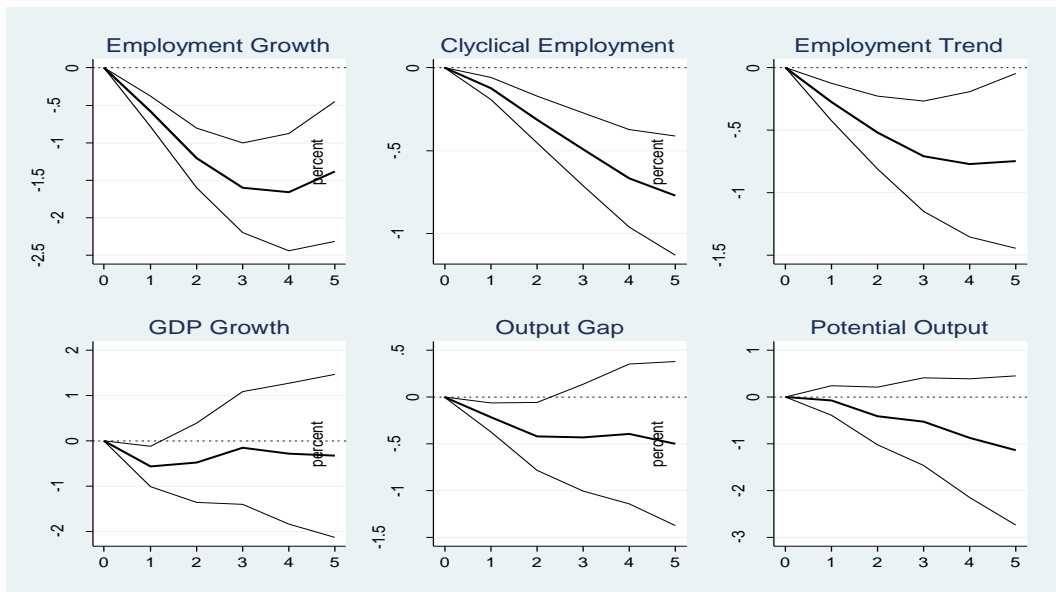 Employment Growth
0
-.5
-1
-1.5
-2
-2.5
0 1 2 3 4 5
Clyclical Employment
percent
0
-.5
-1
0 1 2 3 4 5
Employment Trend
percent
0
-.5
-1
-1.5
0 1 2 3 4 5
GDP Growth
2
1
0
-1
-2
0 1 2 3 4 5
Output Gap
percent
.5
0
-.5
-1
-1.5
0 1 2 3 4 5
Potential Output
percent
1
0
-1
-2
-3
0 1 2 3 4 5